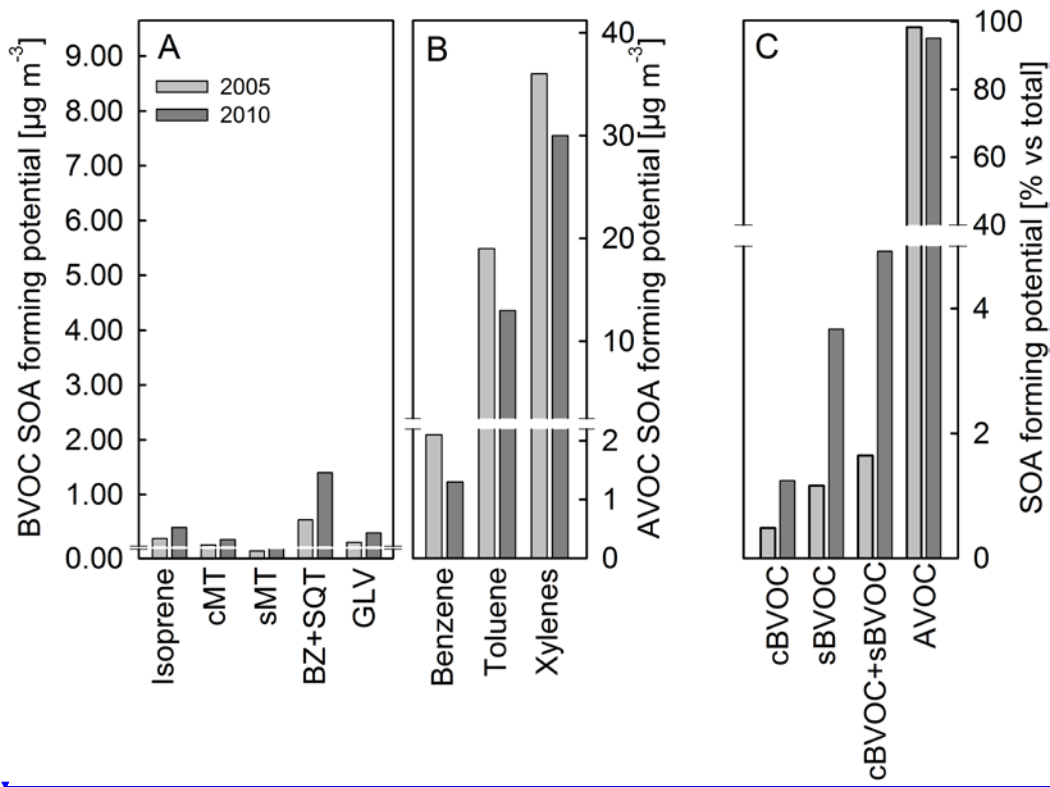 BVOC SOA forming potential [µg m⁻³]
9.00
8.00
7.00
6.00
5.00
4.00
3.00
2.00
1.00
0.00
A
2005
2010
Isoprene
cMT
sMT
BZ+SQT
GLV
B
40
30
20
10
2
1
0
AVOC SOA forming potential [µg m⁻³]
Benzene
Toluene
Xylenes
C
100
80
60
40
4
2
0
SOA forming potential [% vs total]
cBVOC
sBVOC
cBVOC+sBVOC
AVOC